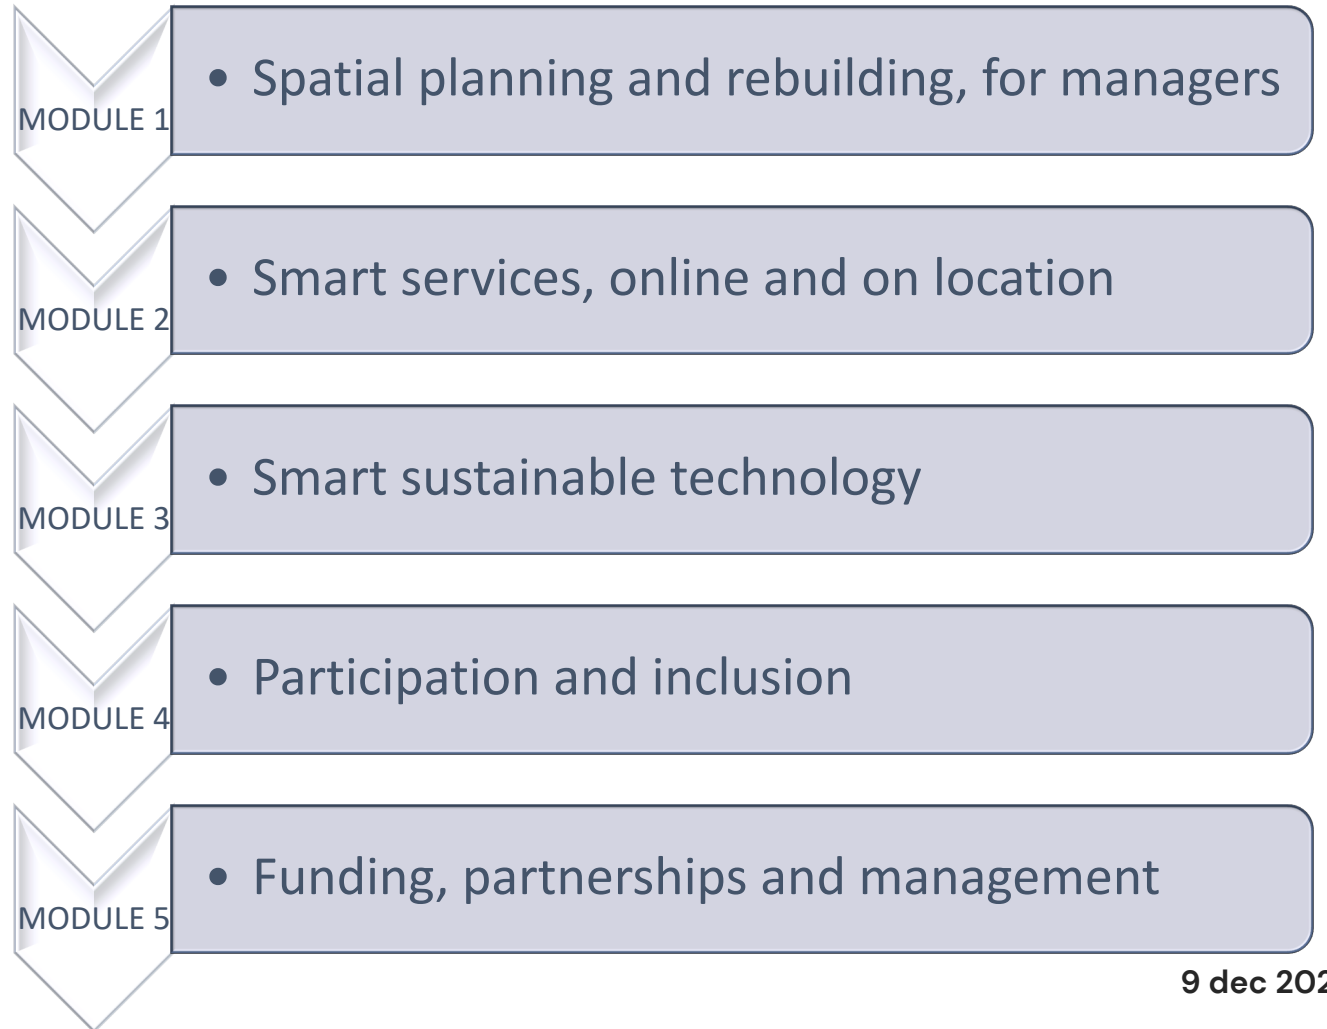 MODULE 1
• Spatial planning and rebuilding, for managers
MODULE 2
• Smart services, online and on location
MODULE 3
• Smart sustainable technology
MODULE 4
• Participation and inclusion
MODULE 5
• Funding, partnerships and management
9 dec 202